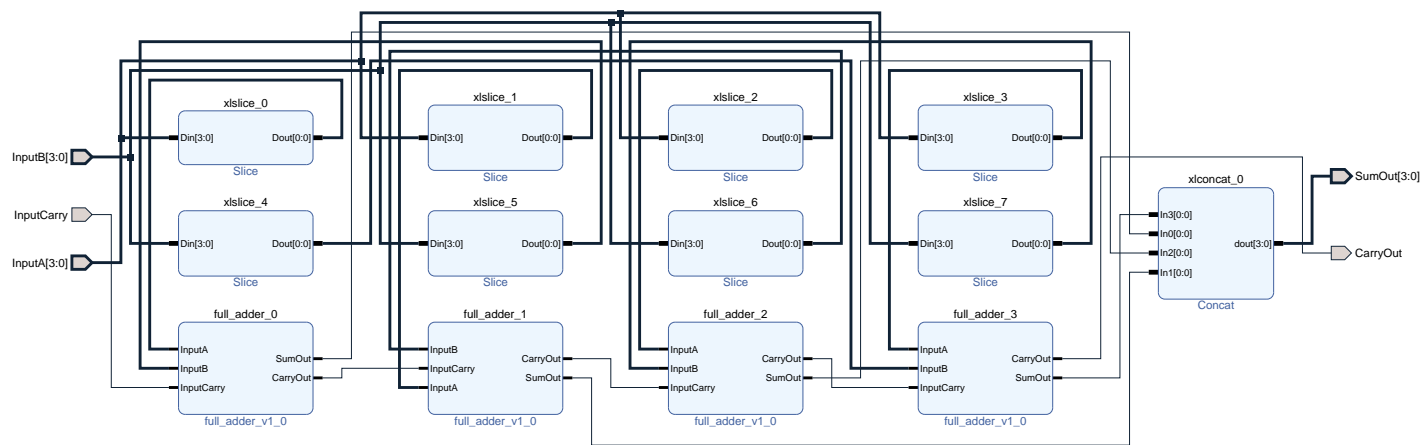 xlslice_0
Din[3:0]
Dout[0:0]
Slice
xlslice_1
Din[3:0]
Dout[0:0]
Slice
xlslice_2
Din[3:0]
Dout[0:0]
Slice
xlslice_3
Din[3:0]
Dout[0:0]
Slice
InputB[3:0]
InputCarry
InputA[3:0]
xlslice_4
Din[3:0]
Dout[0:0]
Slice
xlslice_5
Din[3:0]
Dout[0:0]
Slice
xlslice_6
Din[3:0]
Dout[0:0]
Slice
xlslice_7
Din[3:0]
Dout[0:0]
Slice
xlconcat_0
In3[0:0]
In0[0:0]
In2[0:0]
In1[0:0]
dout[3:0]
Concat
SumOut[3:0]
CarryOut
full_adder_0
InputA
InputB
InputCarry
SumOut
CarryOut
full_adder_v1_0
full_adder_1
InputB
InputCarry
InputA
CarryOut
SumOut
full_adder_v1_0
full_adder_2
InputA
InputB
InputCarry
CarryOut
SumOut
full_adder_v1_0
full_adder_3
InputA
InputB
InputCarry
CarryOut
SumOut
full_adder_v1_0